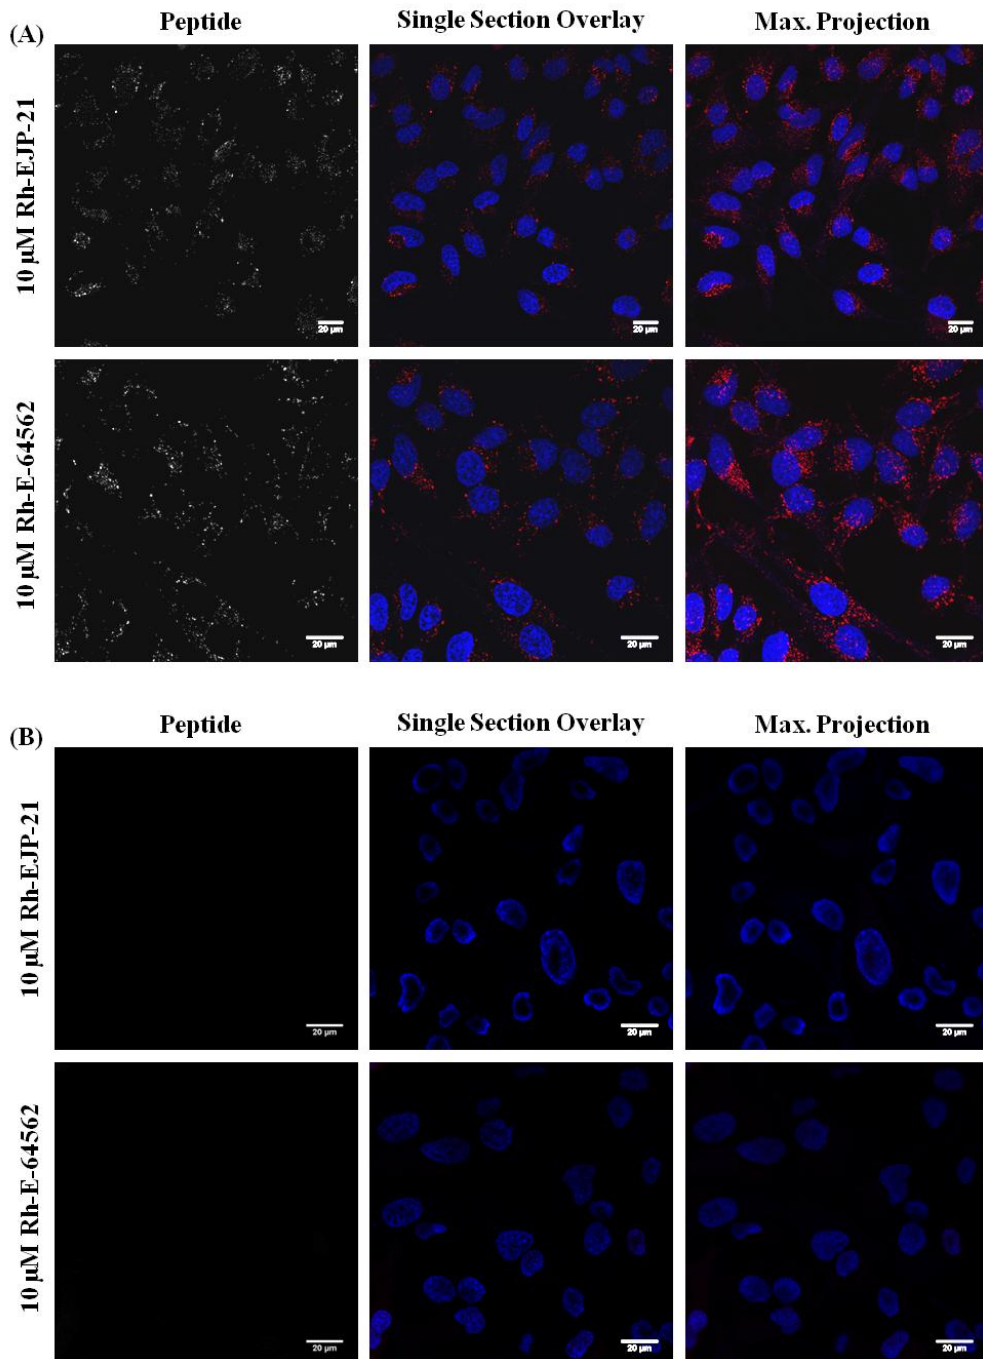 (A)
Peptide
Single Section Overlay
Max. Projection
10 µM Rh-EJP-21
20 µm
20 µm
20 µm
10 µM Rh-E-64562
20 µm
20 µm
20 µm
(B)
Peptide
Single Section Overlay
Max. Projection
10 µM Rh-EJP-21
20 µm
20 µm
20 µm
10 µM Rh-E-64562
20 µm
20 µm
20 µm